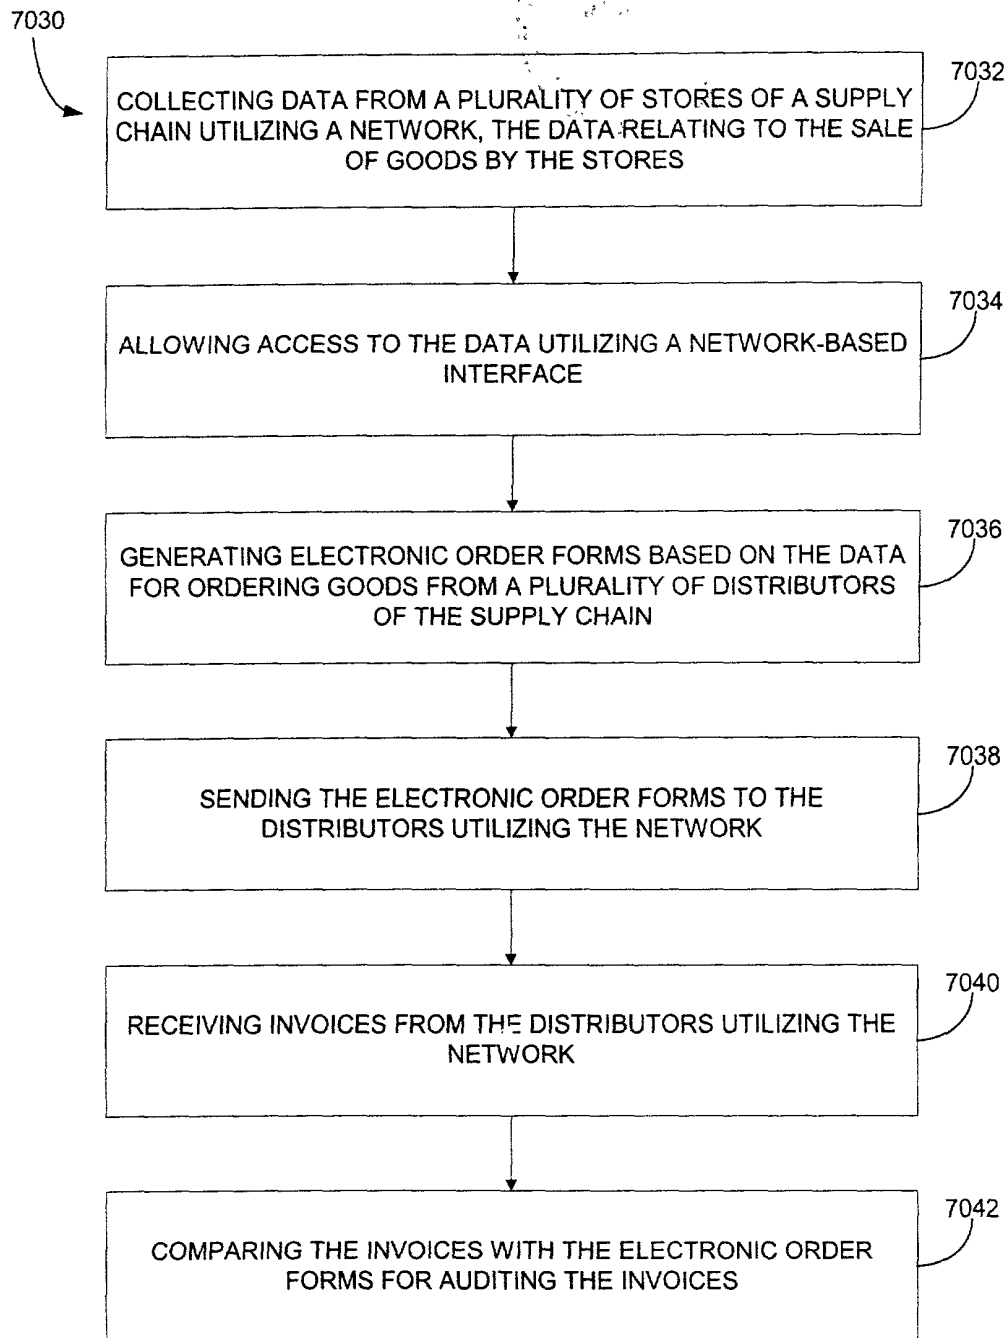 7030
7032
COLLECTING DATA FROM A PLURALITY OF STORES OF A SUPPLY
CHAIN UTILIZING A NETWORK, THE DATA RELATING TO THE SALE
OF GOODS BY THE STORES
7034
ALLOWING ACCESS TO THE DATA UTILIZING A NETWORK-BASED
INTERFACE
7036
GENERATING ELECTRONIC ORDER FORMS BASED ON THE DATA
FOR ORDERING GOODS FROM A PLURALITY OF DISTRIBUTORS
OF THE SUPPLY CHAIN
7038
SENDING THE ELECTRONIC ORDER FORMS TO THE
DISTRIBUTORS UTILIZING THE NETWORK
7040
RECEIVING INVOICES FROM THE DISTRIBUTORS UTILIZING THE
NETWORK
7042
COMPARING THE INVOICES WITH THE ELECTRONIC ORDER
FORMS FOR AUDITING THE INVOICES